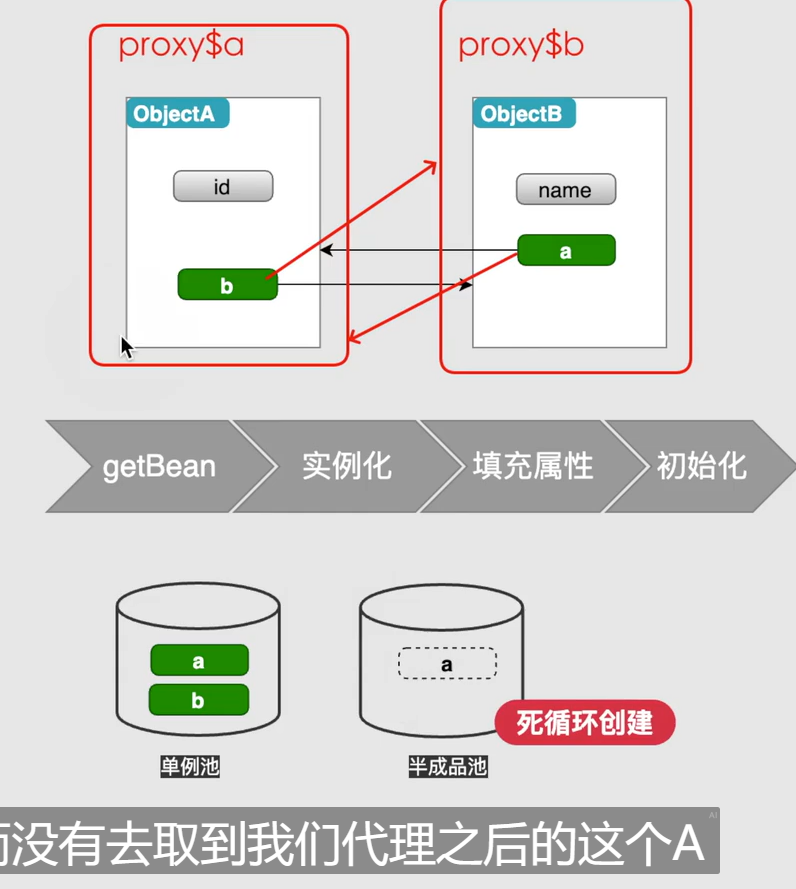 proxy$a
proxy$b
ObjectA
ObjectB
id
name
a
b
getBean
实例化
填充属性
初始化
a
b
a
死循环创建
单例池
半成品池
AI
没有去取到我们代理之后的这个A